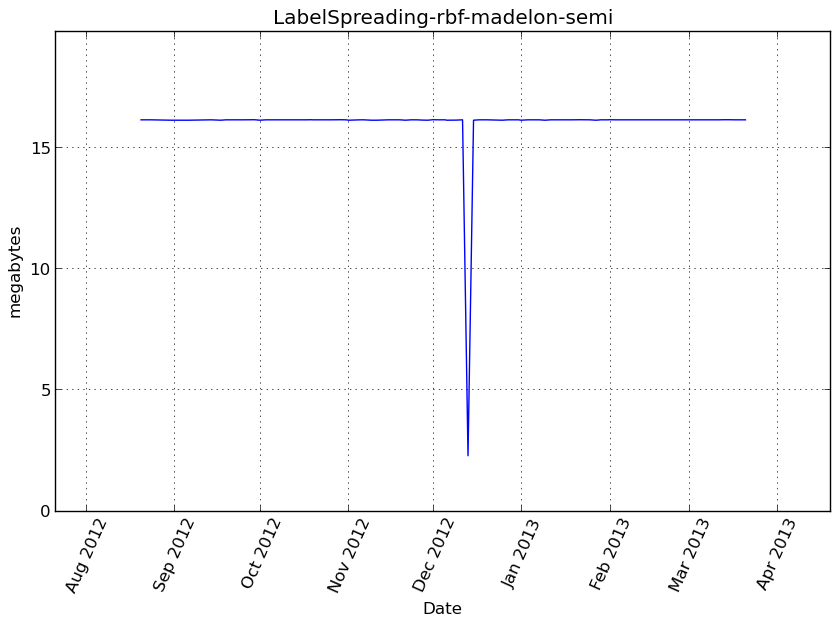 LabelSpreading-rbf-madelon-semi
megabytes
15
10
5
0
Aug 2012
Sep 2012
Oct 2012
Nov 2012
Dec 2012
Jan 2013
Feb 2013
Mar 2013
Apr 2013
Date